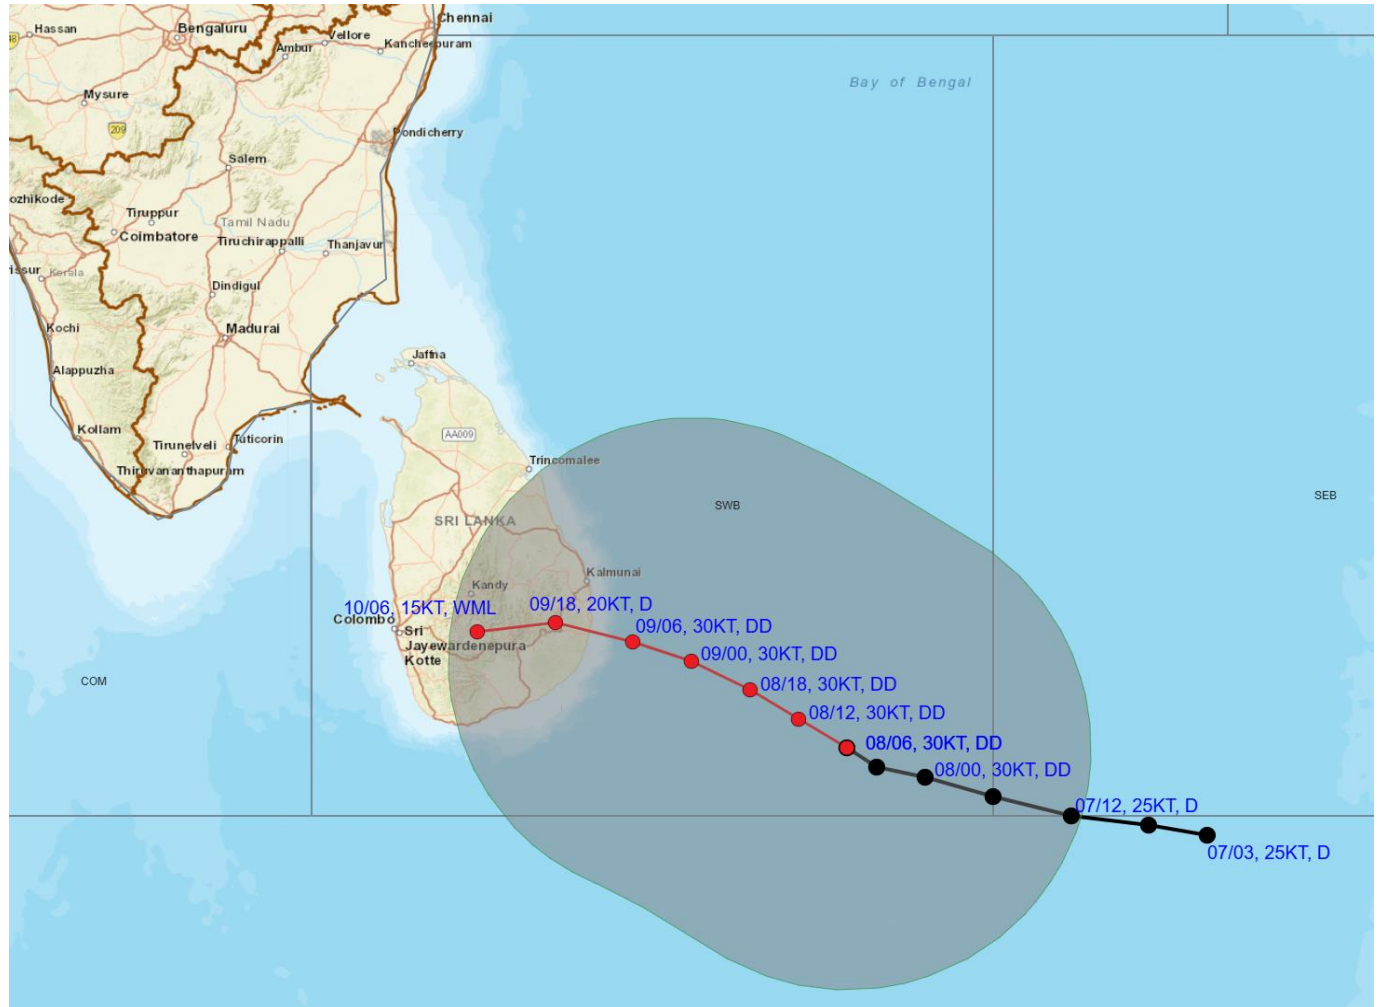 Chennai
Hassan
Bengaluru
Vellore
Ambur
Kancheepuram
Bay of Bengal
Mysure
209
Pondicherry
Salem
ozhikode
Tiruppur
Tamil Nadu
Coimbatore
Tiruchirappalli
Thanjavur
rissur
Kerala
Dindigul
Kochi
Madurai
Jaffna
Alappuzha
Kollam
Tirunelveli
Tuticorin
AA009
Thiruvananthapuram
Trincomalee
SEB
SWB
SRI LANKA
Kalmunai
Kandy
10/06, 15KT, WML
09/18, 20KT, D
Colombo
Sri
Jayewardenepura
Kotte
09/06, 30KT, DD
09/00, 30KT, DD
COM
08/18, 30KT, DD
08/12, 30KT, DD
08/06, 30KT, DD
08/00, 30KT, DD
07/12, 25KT, D
07/03, 25KT, D